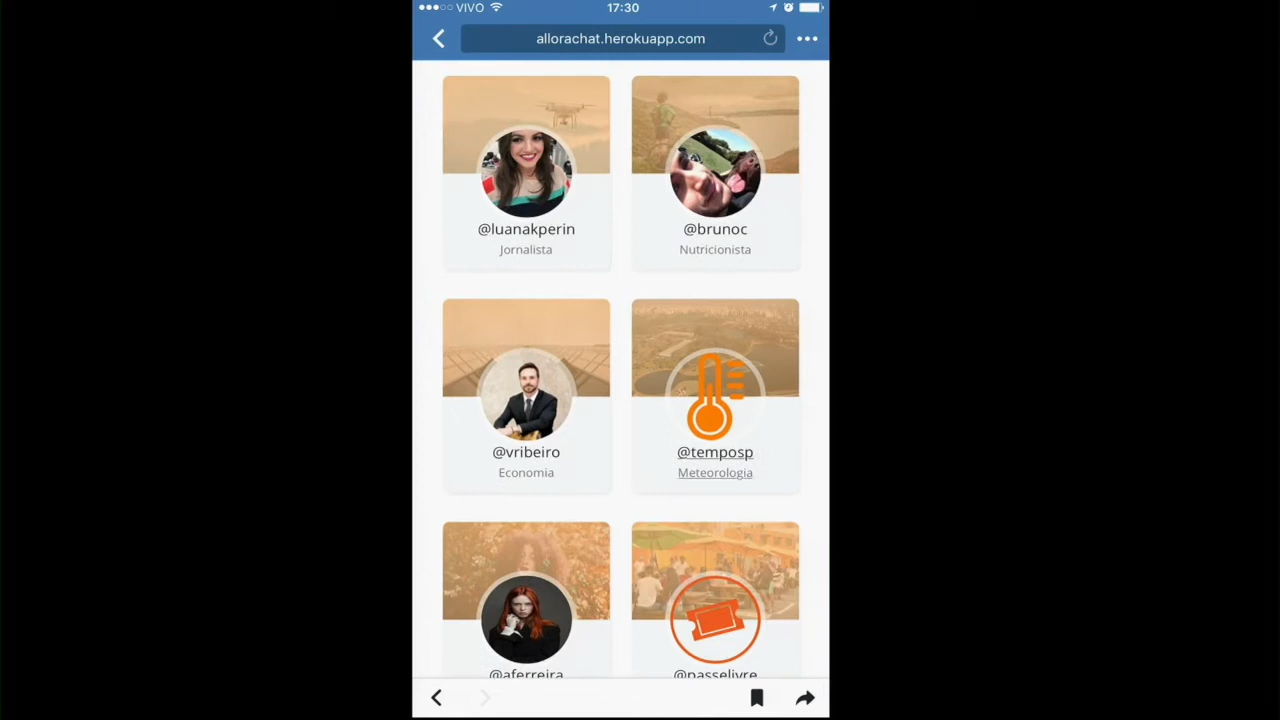 VIVO 17:30
allorachat.herokuapp.com
@luanakperin
Jornalista
@brunoc
Nutricionista
@vribeiro
Economia
@temposp
Meteorologia
@aferreira
@passelivre